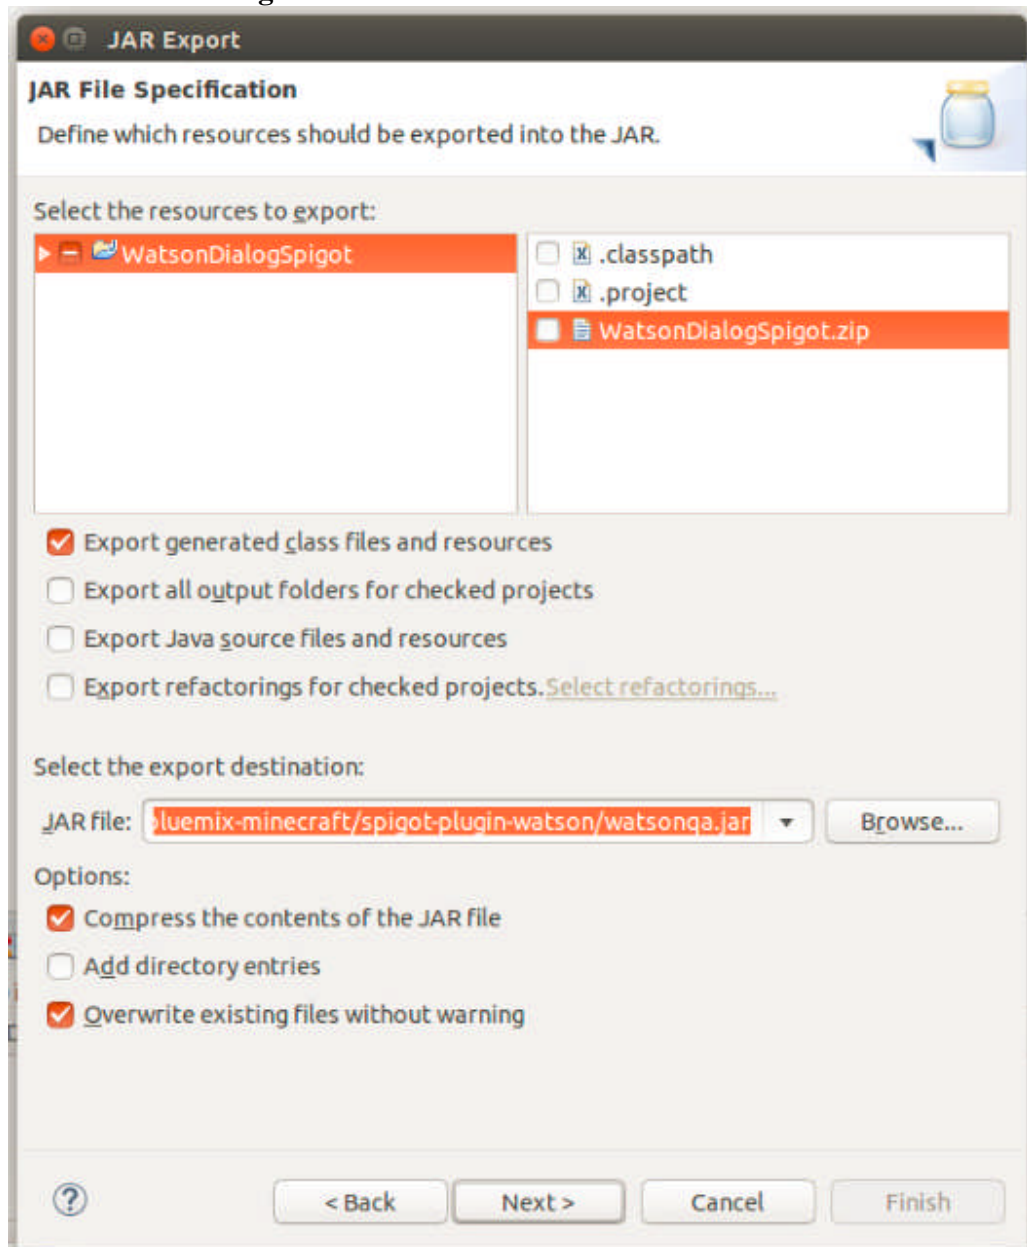 JAR Export
JAR File Specification
Define which resources should be exported into the JAR.
Select the resources to export:
WatsonDialogSpigot
.classpath
.project
WatsonDialogSpigot.zip
Export generated class files and resources
Export all output folders for checked projects
Export Java source files and resources
Export refactorings for checked projects. Select refactorings...
Select the export destination:
JAR file: bluemix-minecraft/spigot-plugin-watson/watsonqa.jar Browse...
Options:
Compress the contents of the JAR file
Add directory entries
Overwrite existing files without warning
? < Back Next > Cancel Finish